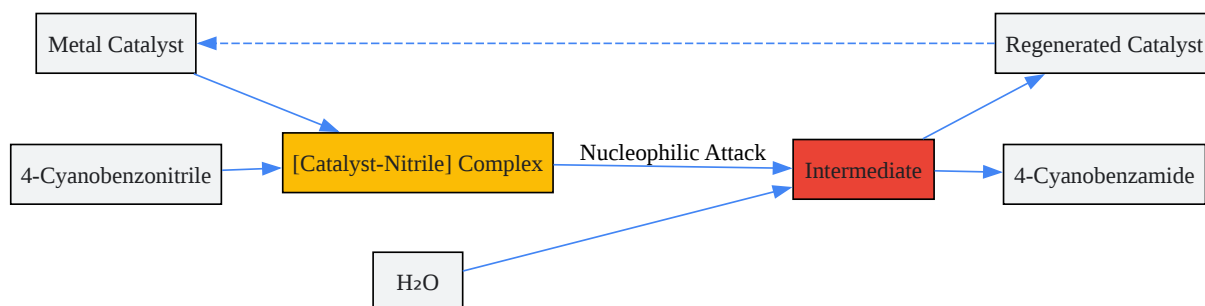 Metal Catalyst
Regenerated Catalyst
4-Cyanobenzonitrile
[Catalyst-Nitrile] Complex
Nucleophilic Attack
Intermediate
4-Cyanobenzamide
H₂O